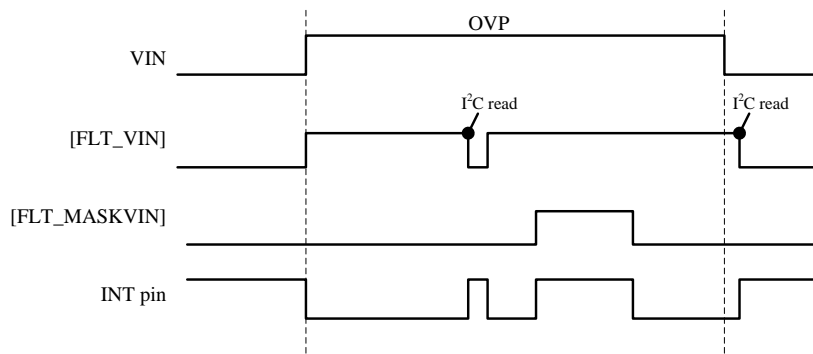 OVP
VIN
I²C read
I²C read
[FLT_VIN]
[FLT_MASKVIN]
INT pin